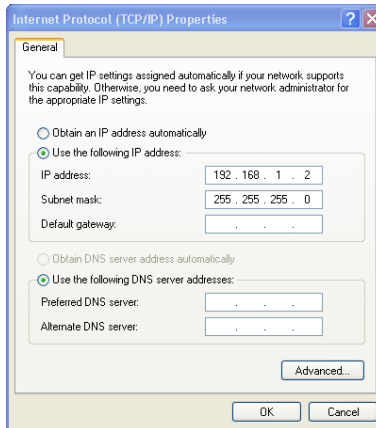 Internet Protocol (TCP/IP) Properties
General
You can get IP settings assigned automatically if your network supports
this capability. Otherwise, you need to ask your network administrator for
the appropriate IP settings.
Obtain an IP address automatically
Use the following IP address:
IP address: 192 . 168 . 1 . 2
Subnet mask: 255 . 255 . 255 . 0
Default gateway: . . .
Obtain DNS server address automatically
Use the following DNS server addresses:
Preferred DNS server: . . .
Alternate DNS server: . . .
Advanced...
OK Cancel